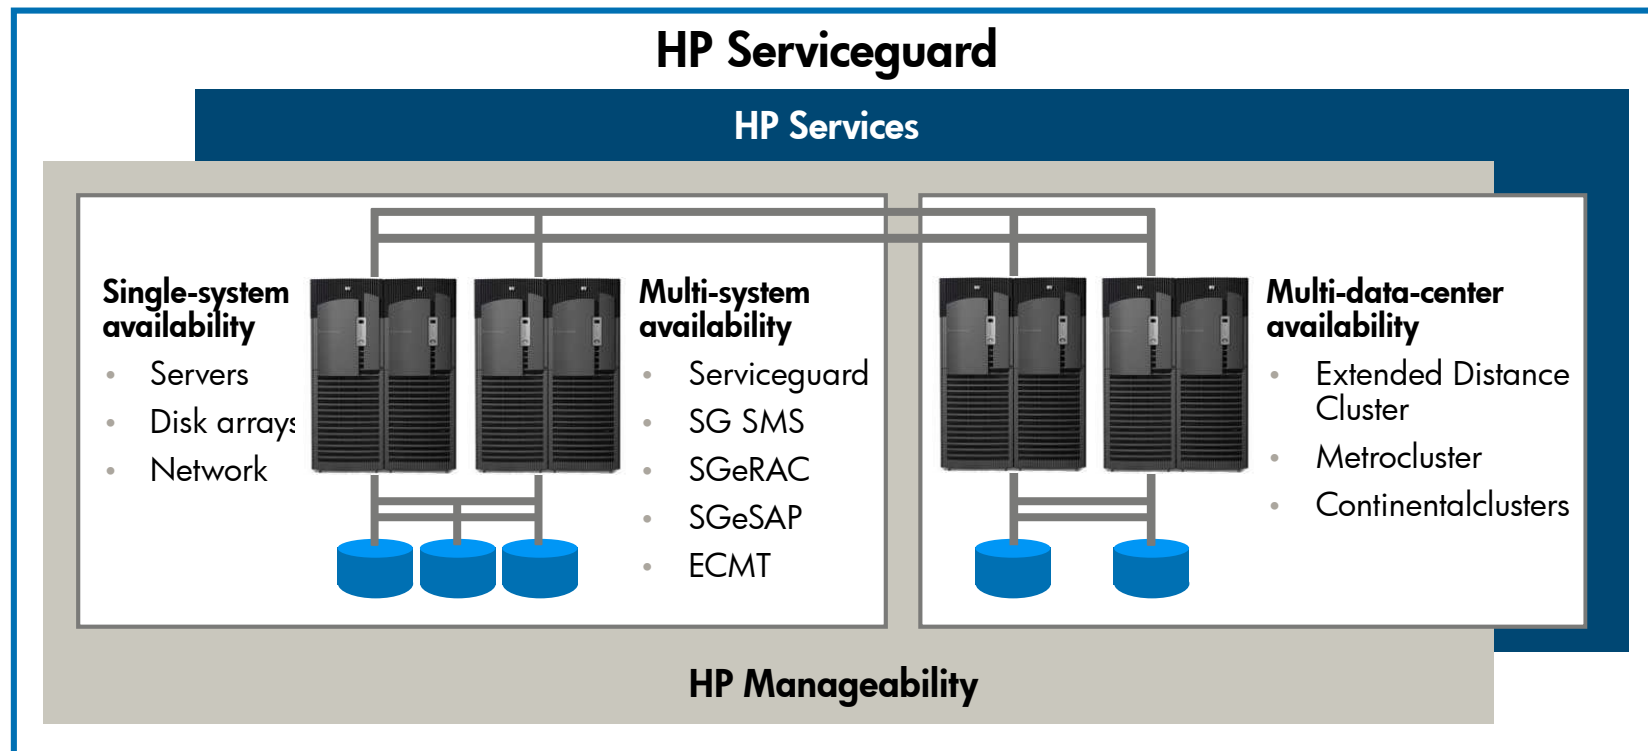 HP Serviceguard
HP Services
Single-system
availability
• Servers
• Disk arrays
• Network
Multi-system
availability
• Serviceguard
• SG SMS
• SGeRAC
• SGeSAP
• ECMT
Multi-data-center
availability
• Extended Distance
Cluster
• Metrocluster
• Continentalclusters
HP Manageability